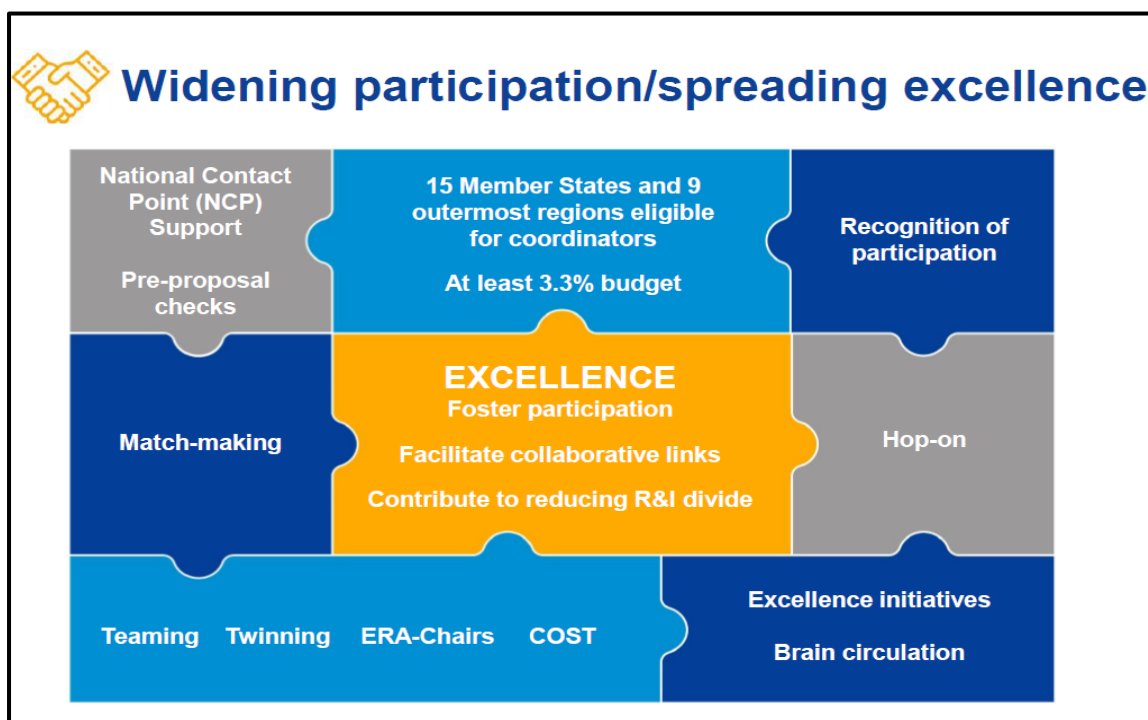 Widening participation/spreading excellence
National Contact
Point (NCP)
Support
Pre-proposal
checks
15 Member States and 9
outermost regions eligible
for coordinators
At least 3.3% budget
Recognition of
participation
Match-making
EXCELLENCE
Foster participation
Facilitate collaborative links
Contribute to reducing R&I divide
Hop-on
Teaming Twinning ERA-Chairs COST
Excellence initiatives
Brain circulation